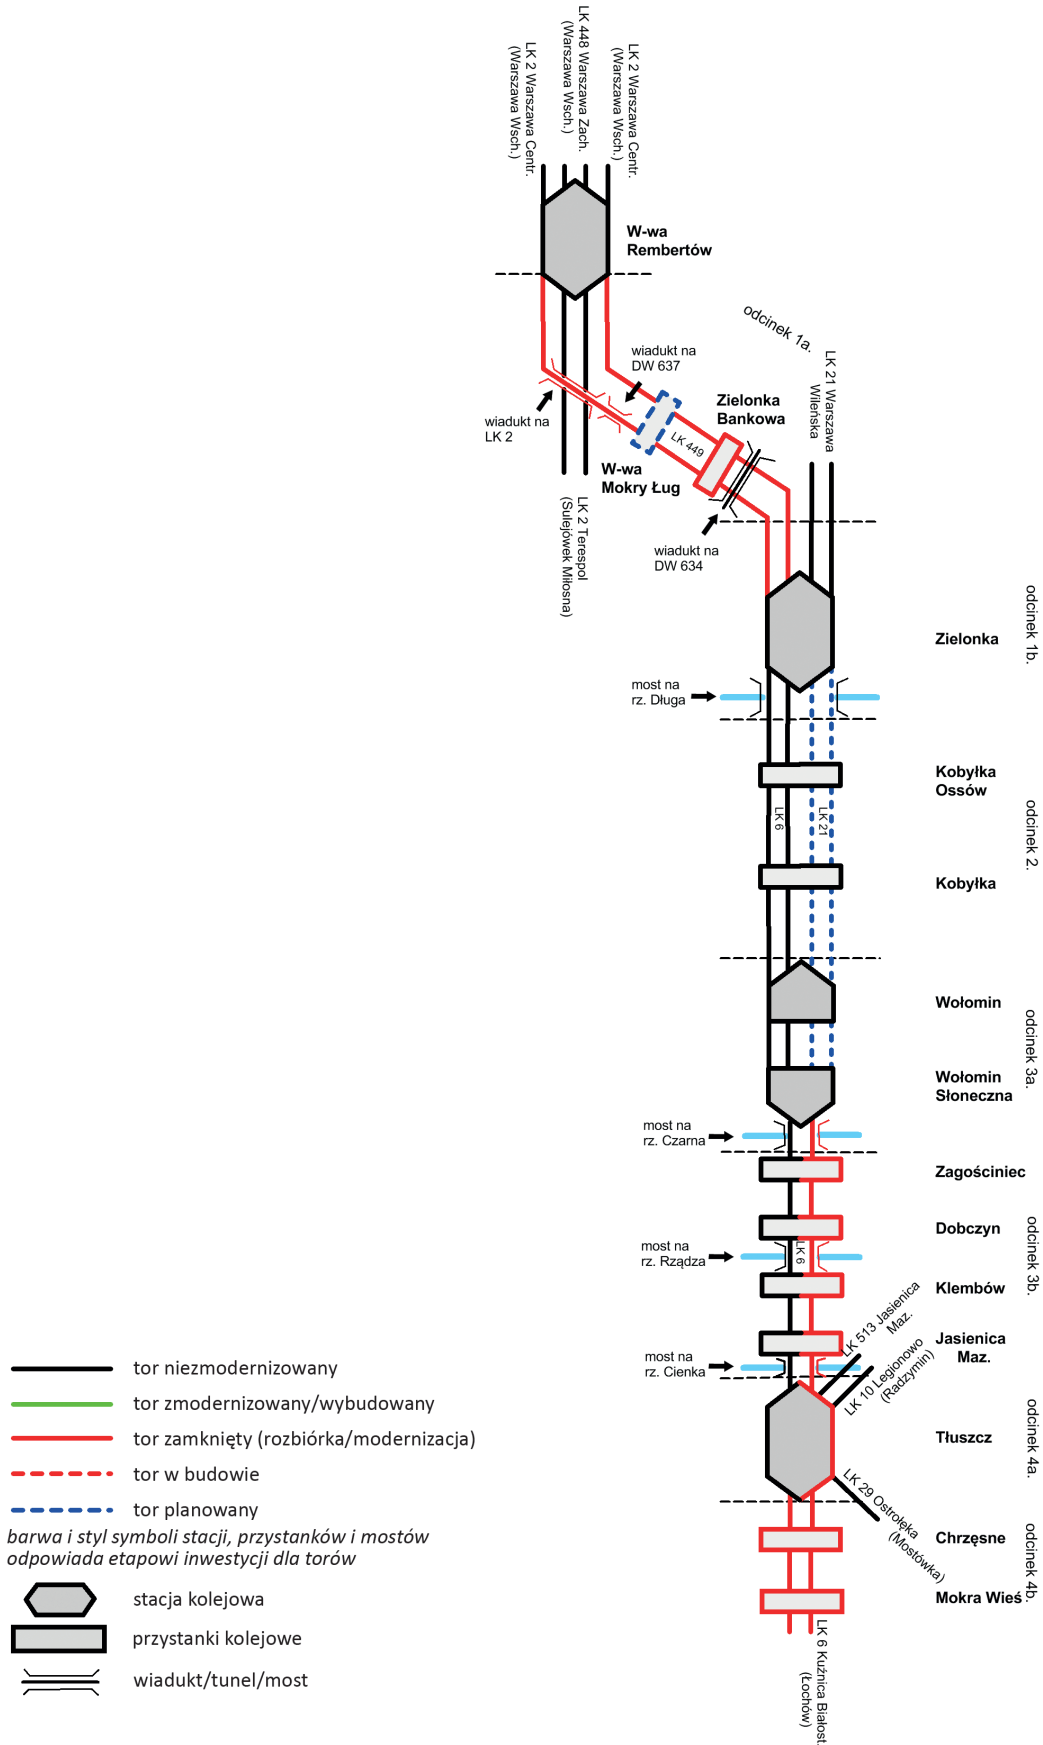 LK 2 Warszawa Centr.
(Warszawa Wsch.)
LK 448 Warszawa Zach.
(Warszawa Wsch.)
LK 2 Warszawa Centr.
(Warszawa Wsch.)
W-wa
Rembertów
odcinek 1a.
wiadukt na
DW 637
LK 21 Warszawa
Wileńska
Zielonka
Bankowa
wiadukt na
LK 2
LK 449
W-wa
Mokry Ług
LK 2 Terespol
(Sulejówek Miłosna)
wiadukt na
DW 634
odcinek 1b.
Zielonka
most na
rz. Długa
Kobyłka
Ossów
LK 6
LK 21
odcinek 2.
Kobyłka
Wołomin
odcinek 3a.
Wołomin
Słoneczna
most na
rz. Czarna
Zagościniec
Dobczyn
most na
rz. Rządza
LK 6
odcinek 3b.
Klembów
LK 513 Jasienica
Maz.
Jasienica
Maz.
most na
rz. Cienka
LK 10 Legionowo
(Radzymin)
Tłuszcz
odcinek 4a.
LK 29 Ostrołęka
(Mostówka)
Chrzęsne
odcinek 4b.
Mokra Wieś
LK 6 Kuźnica Białost.
(Łochów)
tor niezmodernizowany
tor zmodernizowany/wybudowany
tor zamknięty (rozbiórka/modernizacja)
tor w budowie
tor planowany
barwa i styl symboli stacji, przystanków i mostów
odpowiada etapowi inwestycji dla torów
stacja kolejowa
przystanki kolejowe
wiadukt/tunel/most